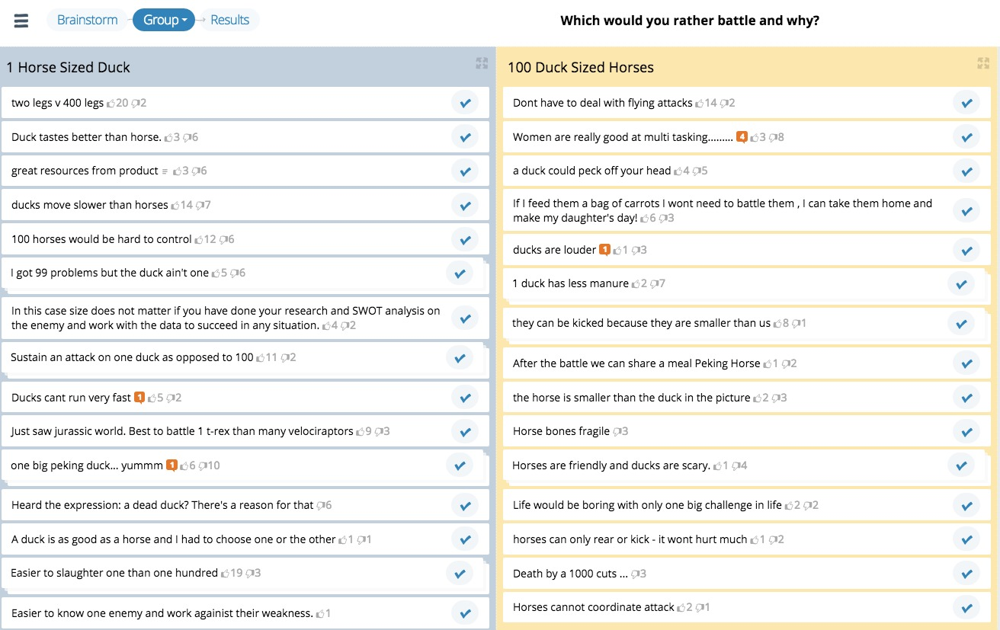 Brainstorm
Group
Results
Which would you rather battle and why?
1 Horse Sized Duck
two legs v 400 legs 20 2
Duck tastes better than horse. 3 6
great resources from product 3 6
ducks move slower than horses 14 7
100 horses would be hard to control 12 6
I got 99 problems but the duck ain't one 5 6
In this case size does not matter if you have done your research and SWOT analysis on
the enemy and work with the data to succeed in any situation. 4 2
Sustain an attack on one duck as opposed to 100 11 2
Ducks cant run very fast 1 5 2
Just saw jurassic world. Best to battle 1 t-rex than many velociraptors 9 3
one big peking duck... yummm 1 6 10
Heard the expression: a dead duck? There's a reason for that 6
A duck is as good as a horse and I had to choose one or the other 1 1
Easier to slaughter one than one hundred 19 3
Easier to know one enemy and work againist their weakness. 1
100 Duck Sized Horses
Dont have to deal with flying attacks 14 2
Women are really good at multi tasking......... 4 3 8
a duck could peck off your head 4 5
If I feed them a bag of carrots I wont need to battle them , I can take them home and
make my daughter's day! 6 3
ducks are louder 1 1 3
1 duck has less manure 2 7
they can be kicked because they are smaller than us 8 1
After the battle we can share a meal Peking Horse 1 2
the horse is smaller than the duck in the picture 2 3
Horse bones fragile 3
Horses are friendly and ducks are scary. 1 4
Life would be boring with only one big challenge in life 2 2
horses can only rear or kick - it wont hurt much 1 2
Death by a 1000 cuts ... 3
Horses cannot coordinate attack 2 1